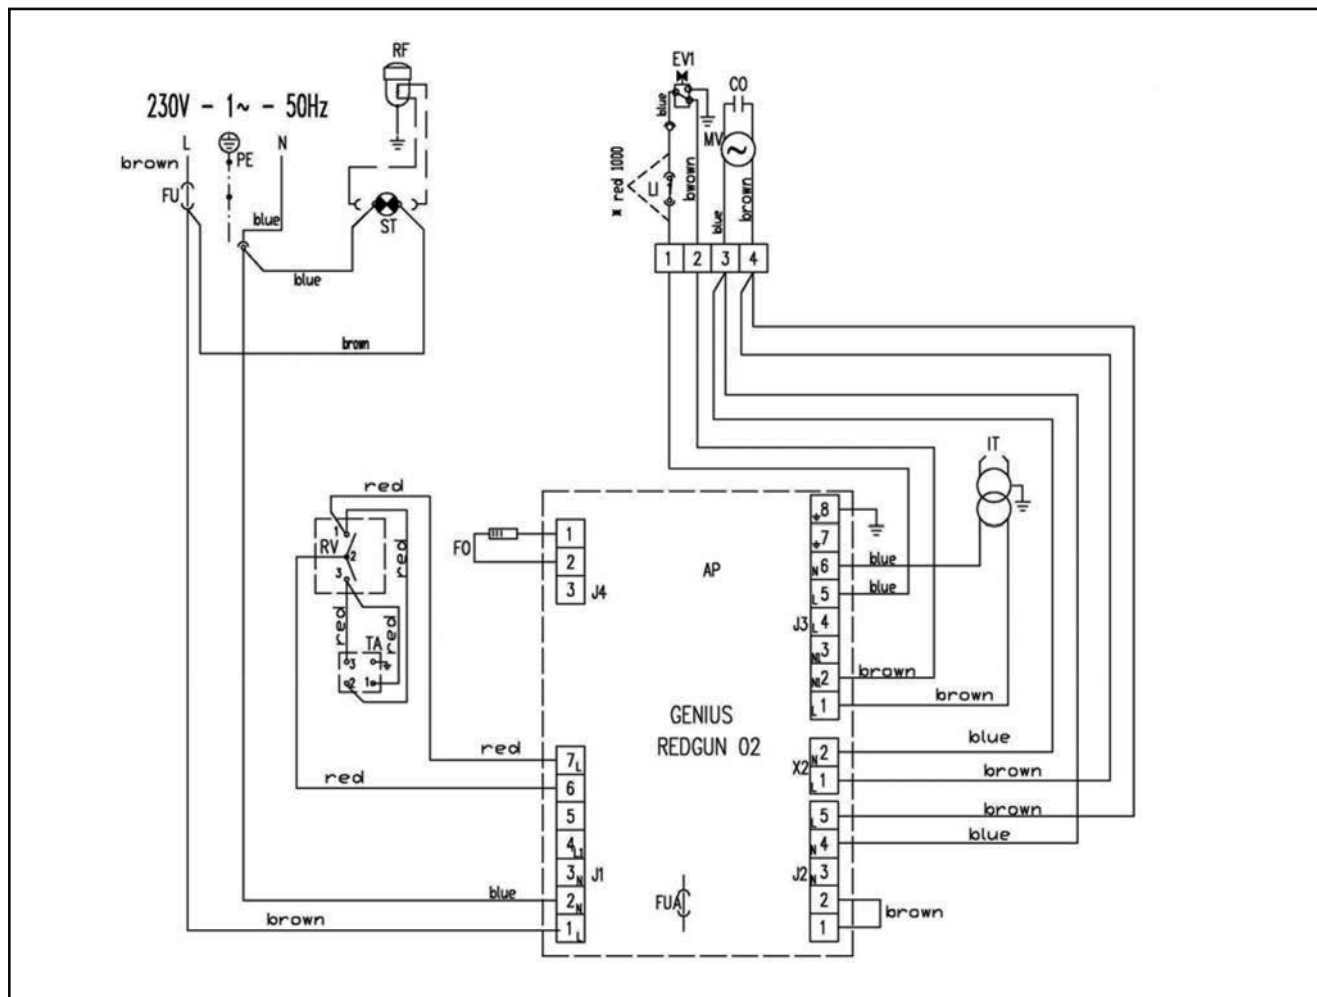 RF
230V - 1~ - 50Hz
L
PE
N
brown
FU
blue
ST
blue
brown
EV1
CO
blue
MV
~
* red 1000
LI
bwown
blue
brown
1 2 3 4
IT
red
1
RV
2
3
red
red
red
TA
3
2 1
FO
1
2
3
J4
AP
8
7
N 6
blue
L 5
blue
J3
L 4
N1 3
N1 2
brown
L 1
brown
GENIUS
REDGUN 02
red
7 L
red
6
5
4 L1
3 N
J1
2 N
blue
1 L
brown
FUA
X2
N 2
blue
L 1
brown
L 5
brown
N 4
blue
J2
N 3
2
1
brown